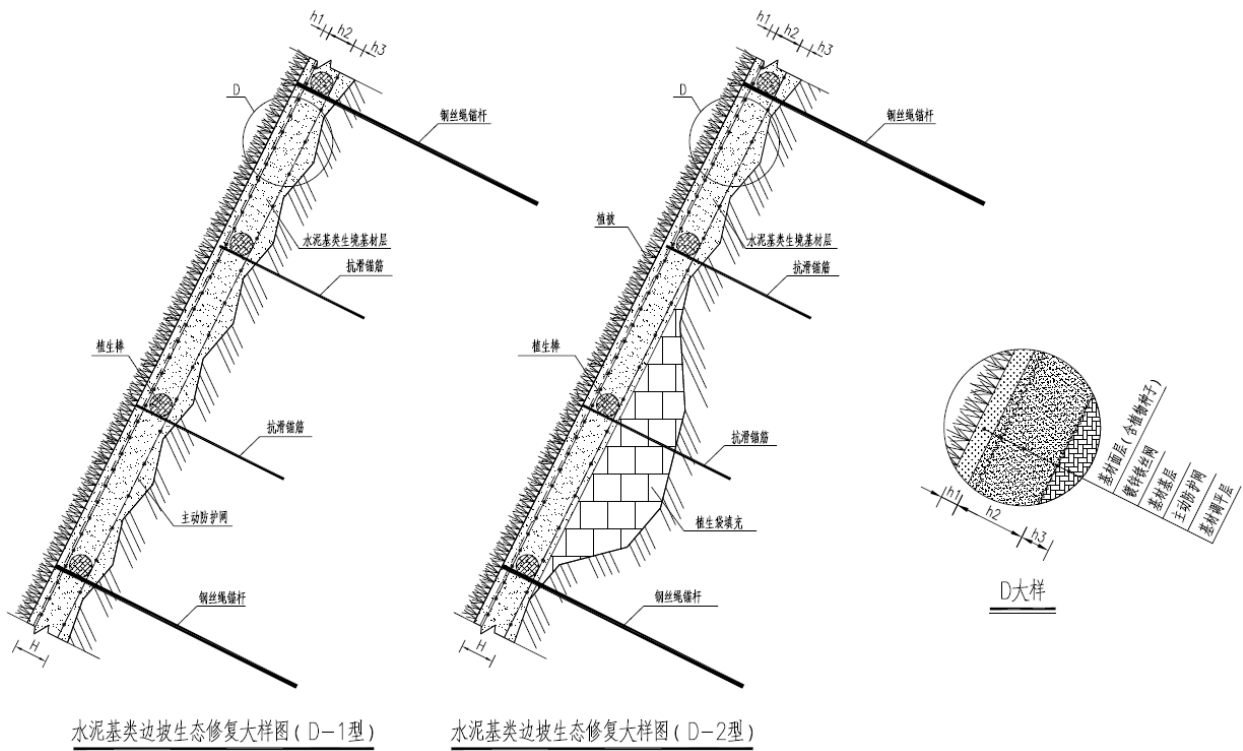 h1
h2
h3
D
钢丝绳锚杆
水泥基类生境基材层
抗滑锚筋
植生棒
抗滑锚筋
主动防护网
钢丝绳锚杆
H
水泥基类边坡生态修复大样图(D-1型)
h1
h2
h3
D
钢丝绳锚杆
植被
水泥基类生境基材层
抗滑锚筋
植生棒
抗滑锚筋
植生袋填充
钢丝绳锚杆
H
水泥基类边坡生态修复大样图(D-2型)
基材面层(含植物种子)
镀锌铁丝网
基材基层
主动防护网
基材调平层
h1
h2
h3
D大样